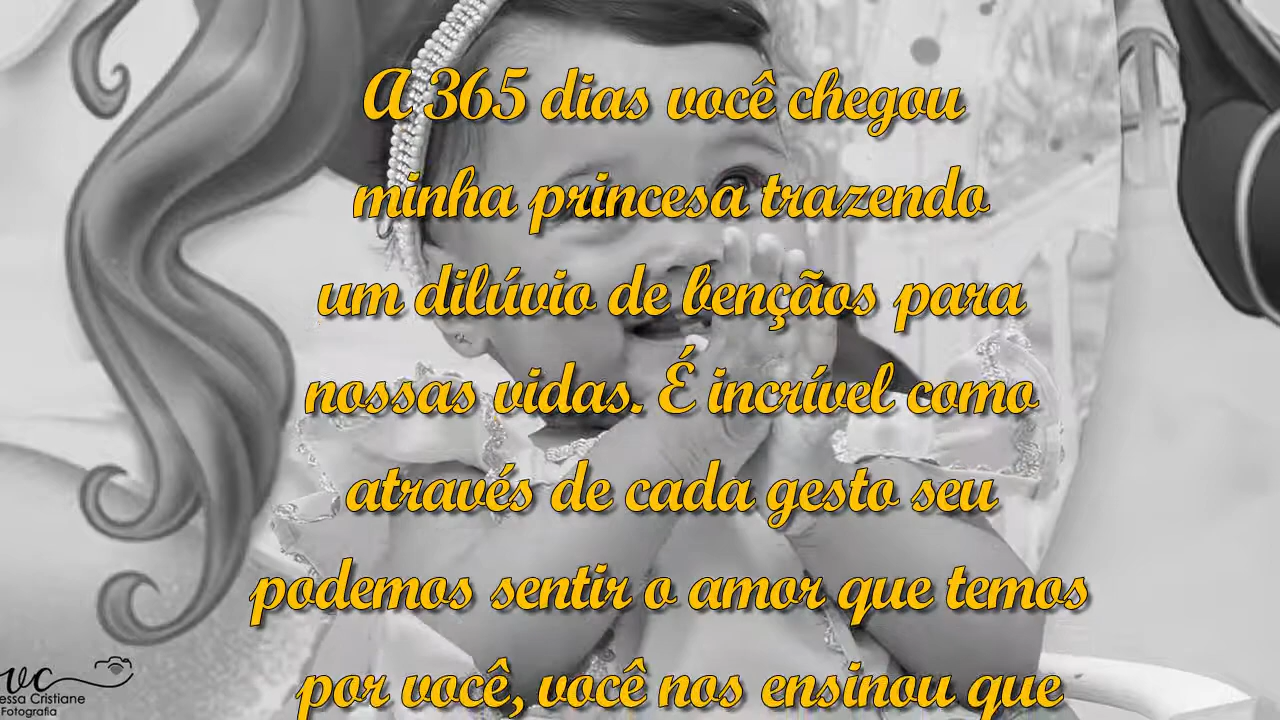 A 365 dias você chegou
minha princesa trazendo
um dilúvio de bençãos para
nossas vidas. É incrível como
através de cada gesto seu
podemos sentir o amor que temos
por você, você nos ensinou que
vc
essa Cristiane
Fotografia